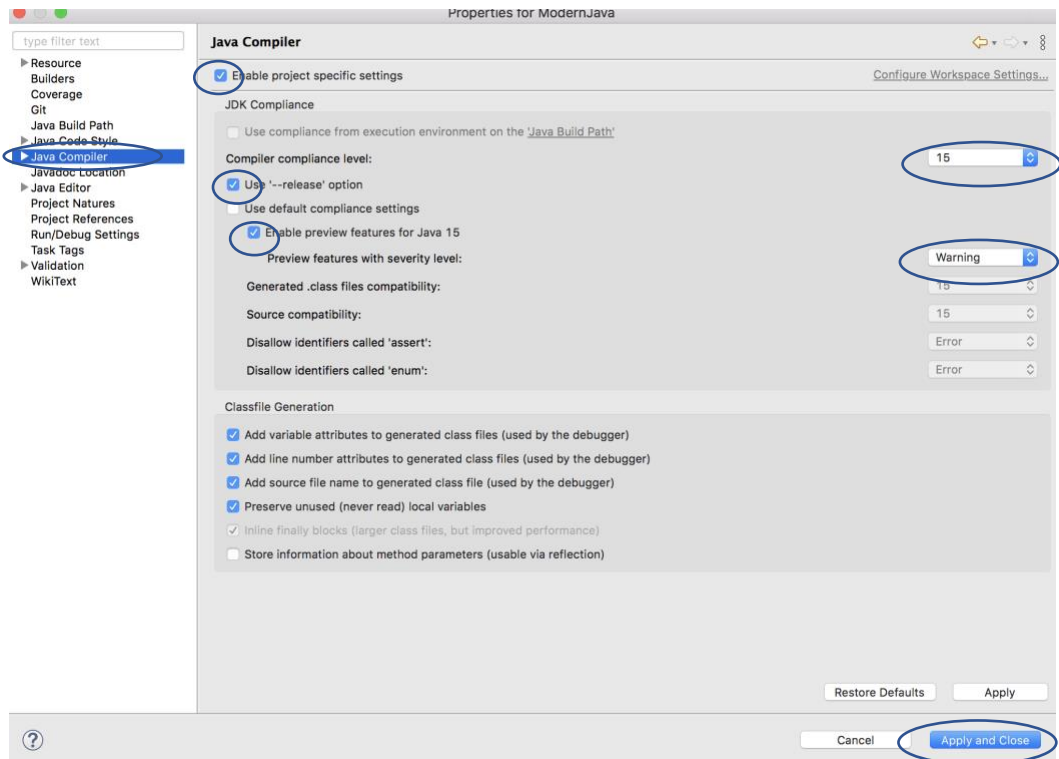 Properties for ModernJava
type filter text
Resource
Builders
Coverage
Git
Java Build Path
Java Code Style
Java Compiler
Javadoc Location
Java Editor
Project Natures
Project References
Run/Debug Settings
Task Tags
Validation
WikiText
Java Compiler
Enable project specific settings
Configure Workspace Settings...
JDK Compliance
Use compliance from execution environment on the 'Java Build Path'
Compiler compliance level: 15
Use '--release' option
Use default compliance settings
Enable preview features for Java 15
Preview features with severity level: Warning
Generated .class files compatibility: 15
Source compatibility: 15
Disallow identifiers called 'assert': Error
Disallow identifiers called 'enum': Error
Classfile Generation
Add variable attributes to generated class files (used by the debugger)
Add line number attributes to generated class files (used by the debugger)
Add source file name to generated class file (used by the debugger)
Preserve unused (never read) local variables
Inline finally blocks (larger class files, but improved performance)
Store information about method parameters (usable via reflection)
Restore Defaults Apply
? Cancel Apply and Close